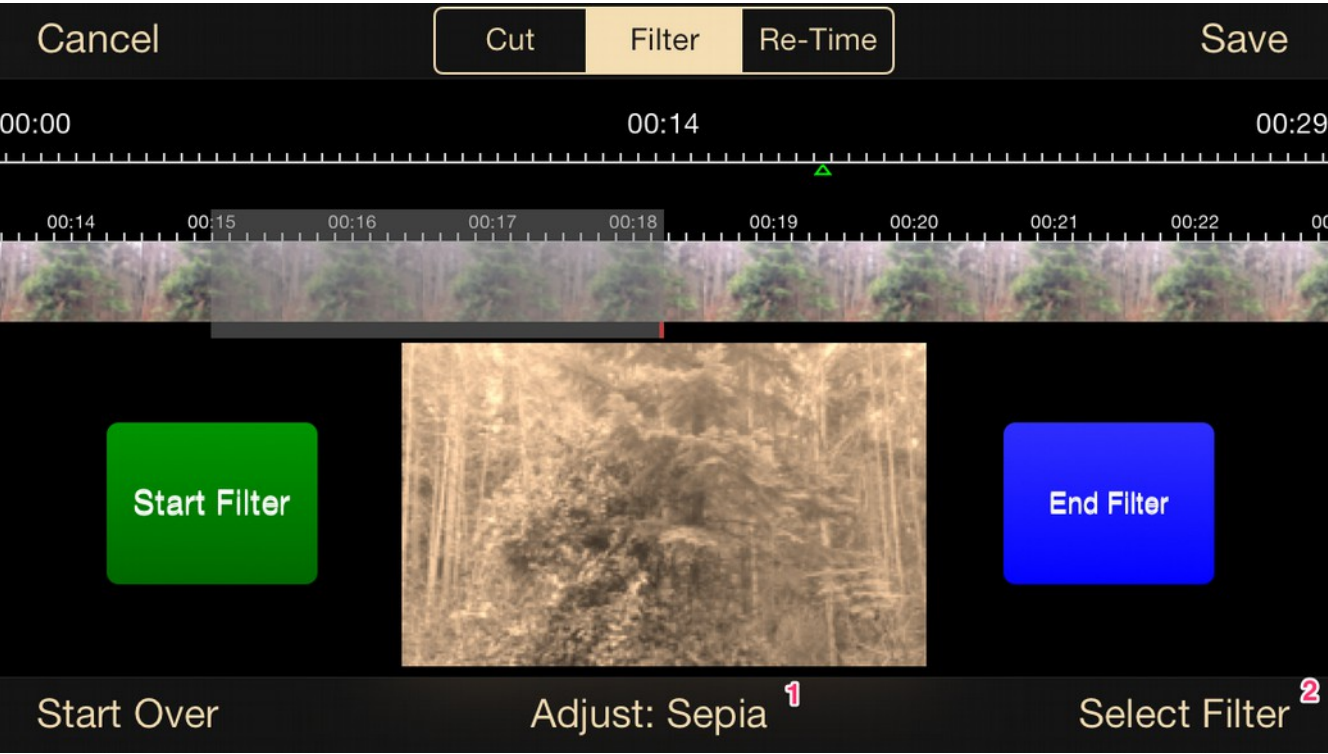 Cancel Cut Filter Re-Time Save
00:00 00:14 00:29
00:14 00:15 00:16 00:17 00:18 00:19 00:20 00:21 00:22 00
Start Filter End Filter
Start Over Adjust: Sepia 1 Select Filter 2